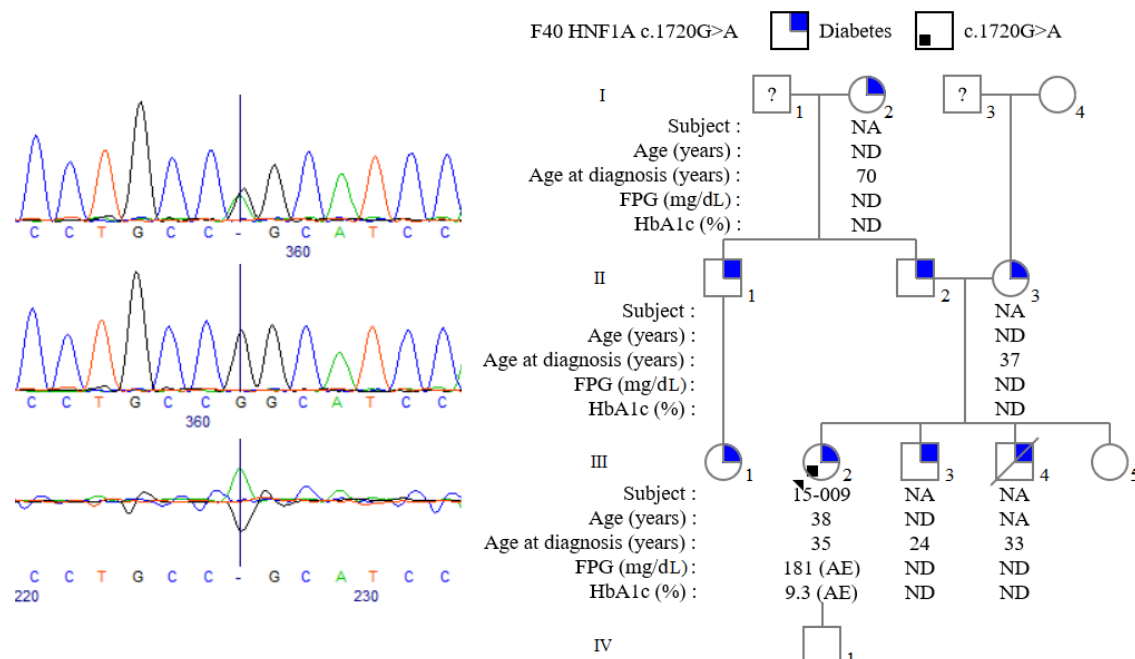 F40 HNF1A c.1720G>A Diabetes c.1720G>A
I ? 1 2 ? 3 4
Subject : NA
Age (years) : ND
Age at diagnosis (years) : 70
FPG (mg/dL) : ND
HbA1c (%) : ND
C C T G C C - G C A T C C
360
II 1 2 3
Subject : NA
Age (years) : ND
Age at diagnosis (years) : 37
FPG (mg/dL) : ND
HbA1c (%) : ND
C C T G C C G G C A T C C
360
III 1 2 3 4 5
Subject : 15-009 NA NA
Age (years) : 38 ND NA
Age at diagnosis (years) : 35 24 33
FPG (mg/dL) : 181 (AE) ND ND
HbA1c (%) : 9.3 (AE) ND ND
C C T G C C - G C A T C C
220 230
IV 1